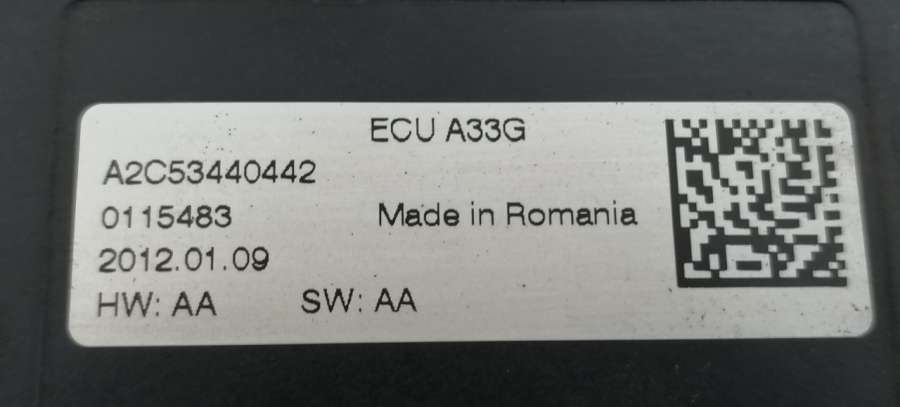 ECU A33G
A2C53440442
0115483 Made in Romania
2012.01.09
HW: AA SW: AA